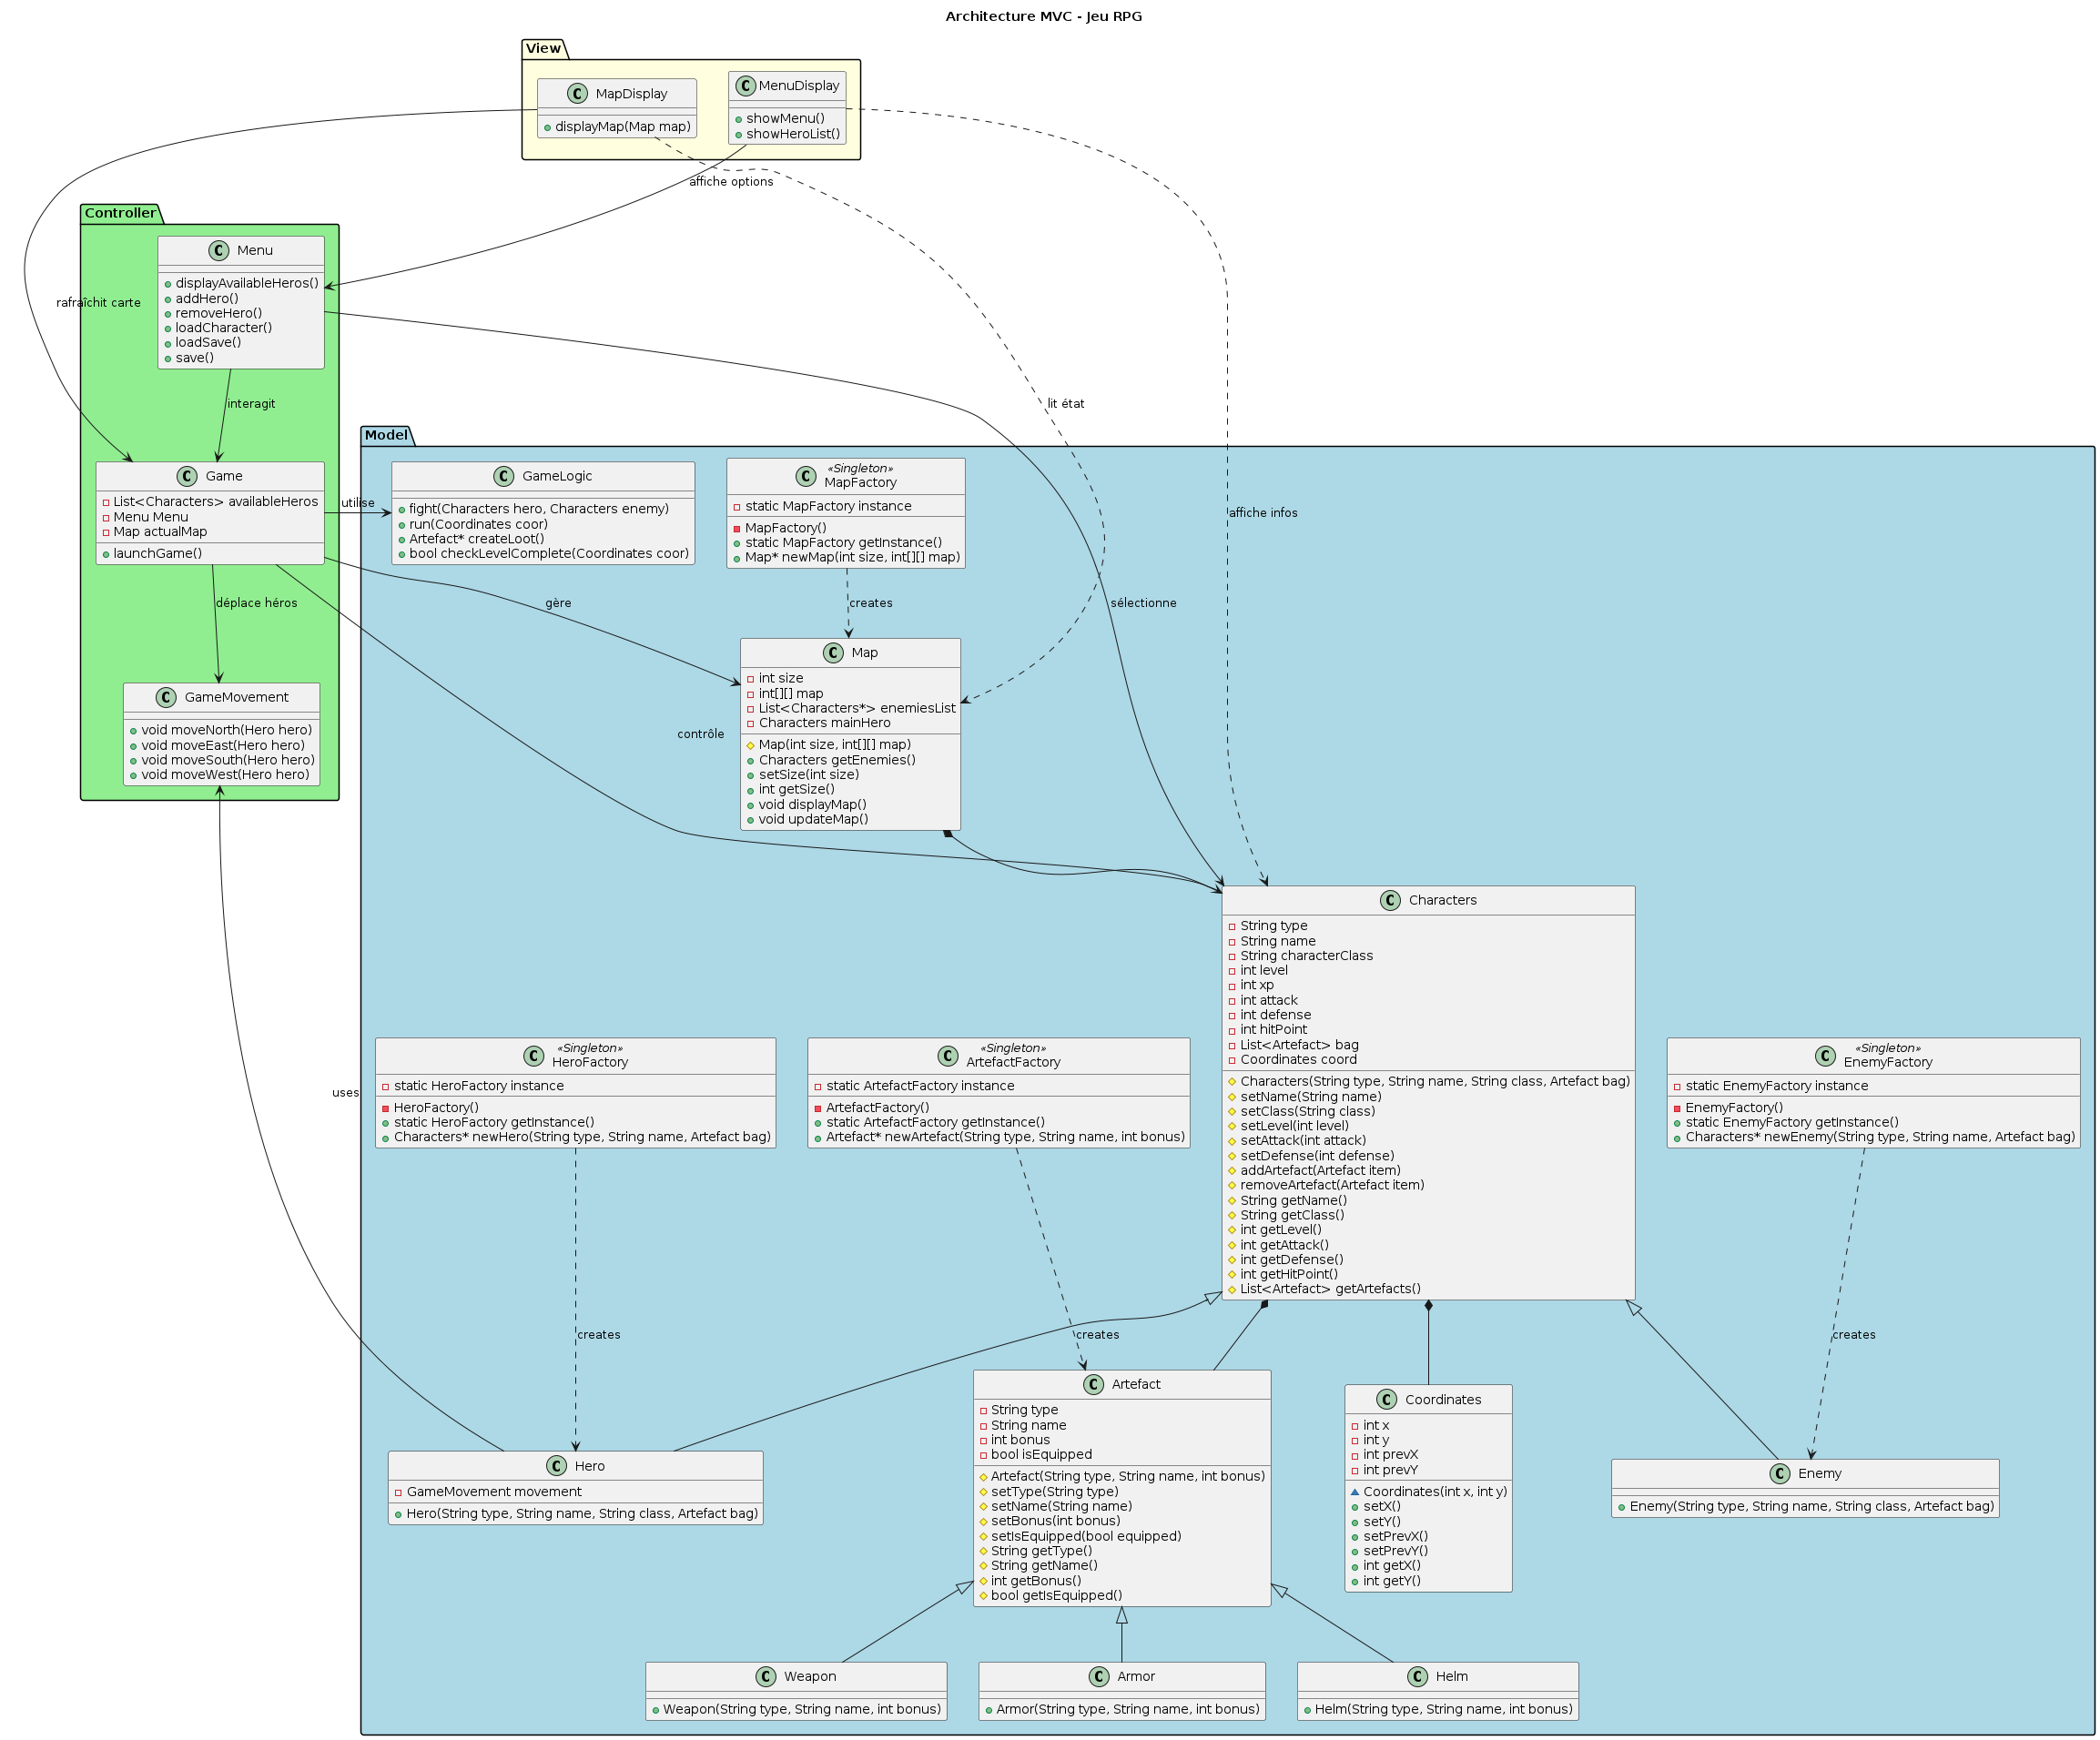 Architecture MVC - Jeu RPG
View
MapDisplay
displayMap(Map map)
MenuDisplay
showMenu()
showHeroList()
affiche options
Controller
Menu
displayAvailableHeros()
addHero()
removeHero()
loadCharacter()
loadSave()
save()
rafraîchit carte
interagit
lit état
Model
Game
List<Characters> availableHeros
Menu Menu
Map actualMap
launchGame()
utilise
GameLogic
fight(Characters hero, Characters enemy)
run(Coordinates coor)
Artefact* createLoot()
bool checkLevelComplete(Coordinates coor)
«Singleton»
MapFactory
static MapFactory instance
MapFactory()
static MapFactory getInstance()
Map* newMap(int size, int[][] map)
affiche infos
déplace héros
gère
creates
sélectionne
GameMovement
void moveNorth(Hero hero)
void moveEast(Hero hero)
void moveSouth(Hero hero)
void moveWest(Hero hero)
contrôle
Map
int size
int[][] map
List<Characters*> enemiesList
Characters mainHero
Map(int size, int[][] map)
Characters getEnemies()
setSize(int size)
int getSize()
void displayMap()
void updateMap()
Characters
String type
String name
String characterClass
int level
int xp
int attack
int defense
int hitPoint
List<Artefact> bag
Coordinates coord
Characters(String type, String name, String class, Artefact bag)
setName(String name)
setClass(String class)
setLevel(int level)
setAttack(int attack)
setDefense(int defense)
addArtefact(Artefact item)
removeArtefact(Artefact item)
String getName()
String getClass()
int getLevel()
int getAttack()
int getDefense()
int getHitPoint()
List<Artefact> getArtefacts()
uses
«Singleton»
HeroFactory
static HeroFactory instance
HeroFactory()
static HeroFactory getInstance()
Characters* newHero(String type, String name, Artefact bag)
«Singleton»
ArtefactFactory
static ArtefactFactory instance
ArtefactFactory()
static ArtefactFactory getInstance()
Artefact* newArtefact(String type, String name, int bonus)
«Singleton»
EnemyFactory
static EnemyFactory instance
EnemyFactory()
static EnemyFactory getInstance()
Characters* newEnemy(String type, String name, Artefact bag)
creates
creates
creates
Hero
GameMovement movement
Hero(String type, String name, String class, Artefact bag)
Artefact
String type
String name
int bonus
bool isEquipped
Artefact(String type, String name, int bonus)
setType(String type)
setName(String name)
setBonus(int bonus)
setIsEquipped(bool equipped)
String getType()
String getName()
int getBonus()
bool getIsEquipped()
Coordinates
int x
int y
int prevX
int prevY
Coordinates(int x, int y)
setX()
setY()
setPrevX()
setPrevY()
int getX()
int getY()
Enemy
Enemy(String type, String name, String class, Artefact bag)
Weapon
Weapon(String type, String name, int bonus)
Armor
Armor(String type, String name, int bonus)
Helm
Helm(String type, String name, int bonus)